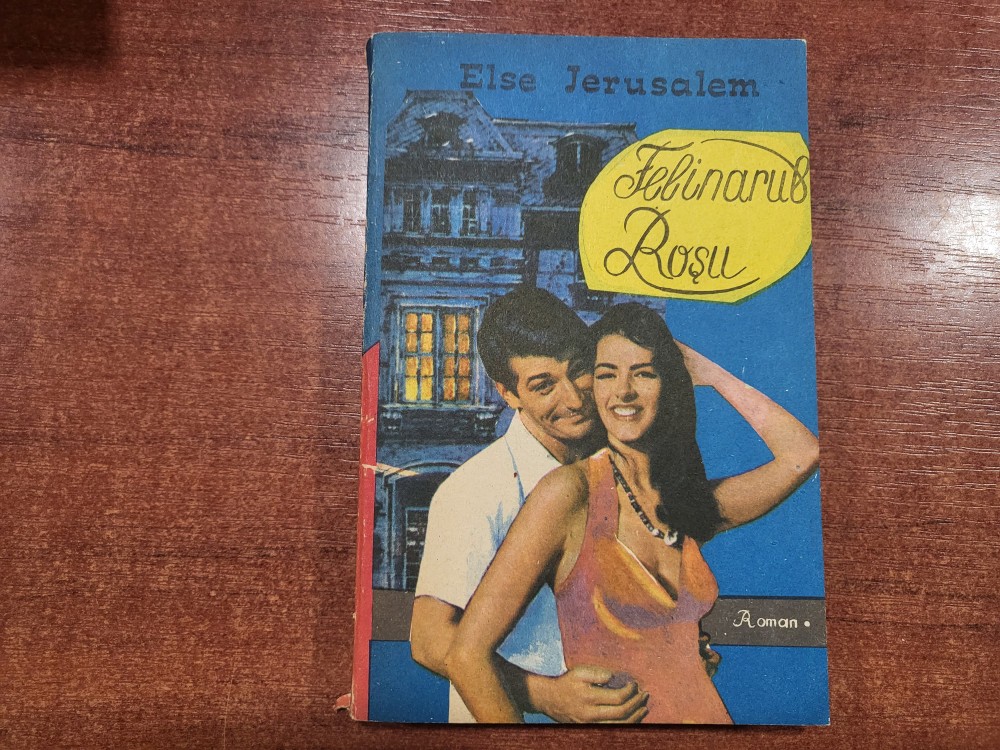 Else Jerusalem
Felinarul
Roşu
Roman.